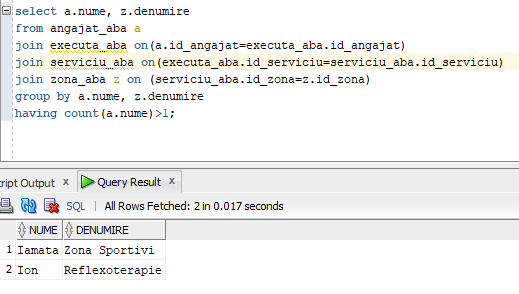 select a.nume, z.denumire
from angajat_aba a
join executa_aba on(a.id_angajat=executa_aba.id_angajat)
join serviciu_aba on(executa_aba.id_serviciu=serviciu_aba.id_serviciu)
join zona_aba z on (serviciu_aba.id_zona=z.id_zona)
group by a.nume, z.denumire
having count(a.nume)>1;
ript Output x Query Result x
SQL | All Rows Fetched: 2 in 0.017 seconds
NUME DENUMIRE
1 Iamata Zona Sportivi
2 Ion Reflexoterapie